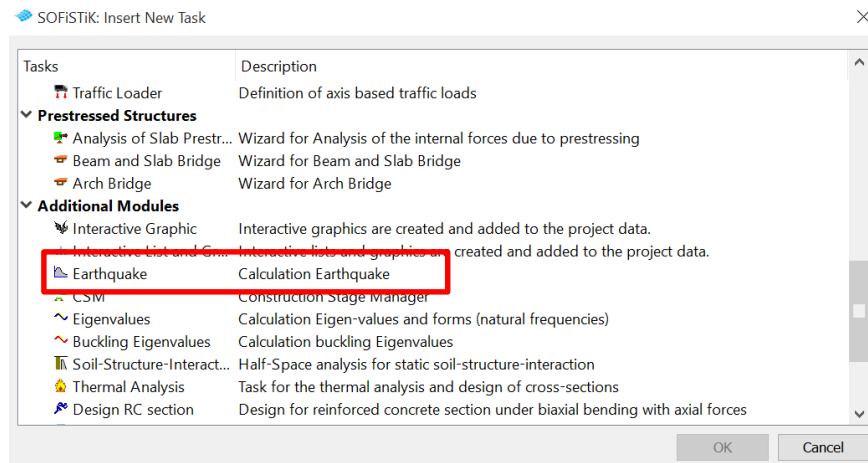 SOFiSTiK: Insert New Task
Tasks Description
Traffic Loader Definition of axis based traffic loads
Prestressed Structures
Analysis of Slab Prestr... Wizard for Analysis of the internal forces due to prestressing
Beam and Slab Bridge Wizard for Beam and Slab Bridge
Arch Bridge Wizard for Arch Bridge
Additional Modules
Interactive Graphic Interactive graphics are created and added to the project data.
Interactive List and Gr... Interactive lists and graphics are created and added to the project data.
Earthquake Calculation Earthquake
CSM Construction Stage Manager
Eigenvalues Calculation Eigen-values and forms (natural frequencies)
Buckling Eigenvalues Calculation buckling Eigenvalues
Soil-Structure-Interact... Half-Space analysis for static soil-structure-interaction
Thermal Analysis Task for the thermal analysis and design of cross-sections
Design RC section Design for reinforced concrete section under biaxial bending with axial forces
OK Cancel